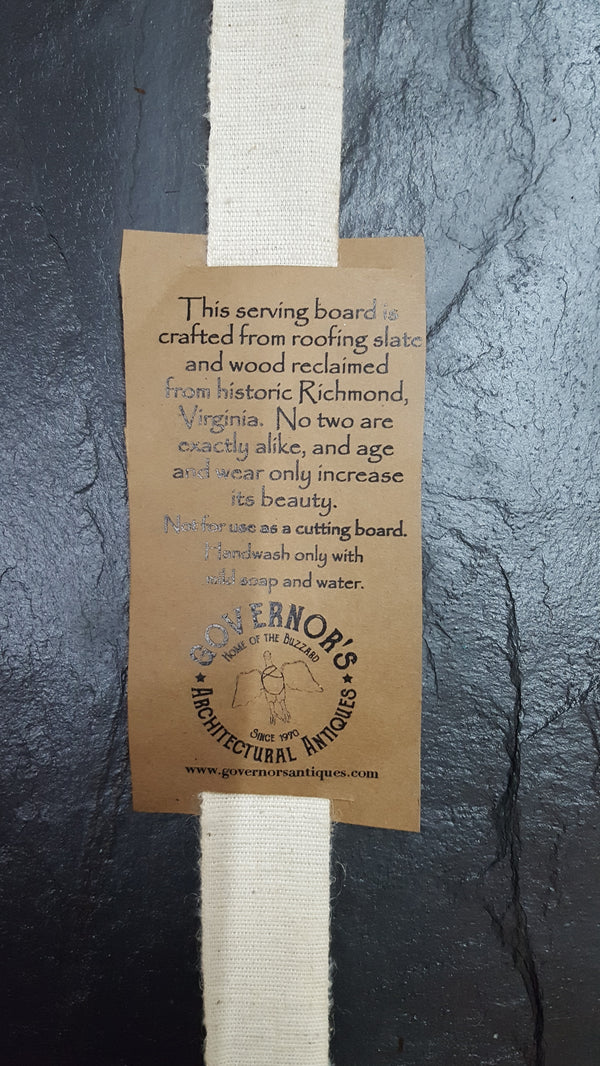 This serving board is
crafted from roofing slate
and wood reclaimed
from historic Richmond,
Virginia. No two are
exactly alike, and age
and wear only increase
its beauty.
Not for use as a cutting board.
Handwash only with
mild soap and water.
GOVERNOR'S
HOME OF THE BUZZARD
SINCE 1970
★ ARCHITECTURAL ANTIQUES ★
www.governorsantiques.com